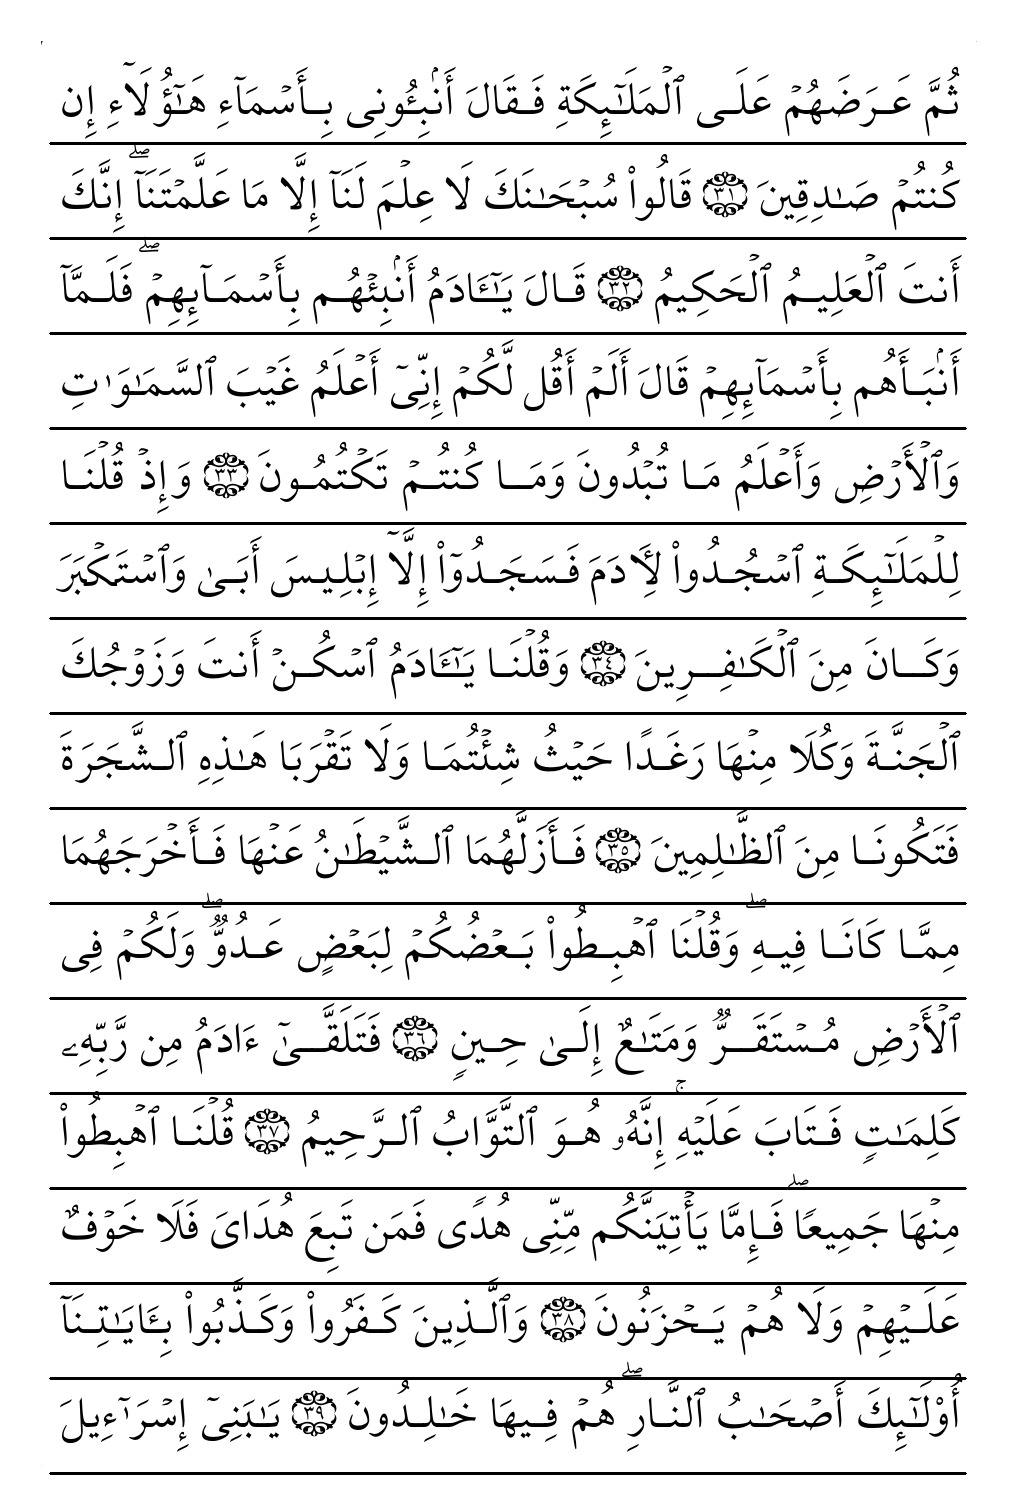 ثُمَّ عَرَضَهُمۡ عَلَى ٱلۡمَلَٰٓئِكَةِ فَقَالَ أَنۢبِـُٔونِى بِأَسۡمَآءِ هَٰٓؤُلَآءِ إِن
كُنتُمۡ صَٰدِقِينَ ٣١ قَالُواْ سُبۡحَٰنَكَ لَا عِلۡمَ لَنَآ إِلَّا مَا عَلَّمۡتَنَآۖ إِنَّكَ
أَنتَ ٱلۡعَلِيمُ ٱلۡحَكِيمُ ٣٢ قَالَ يَٰٓـَٔادَمُ أَنۢبِئۡهُم بِأَسۡمَآئِهِمۡۖ فَلَمَّآ
أَنۢبَأَهُم بِأَسۡمَآئِهِمۡ قَالَ أَلَمۡ أَقُل لَّكُمۡ إِنِّىٓ أَعۡلَمُ غَيۡبَ ٱلسَّمَٰوَٰتِ
وَٱلۡأَرۡضِ وَأَعۡلَمُ مَا تُبۡدُونَ وَمَا كُنتُمۡ تَكۡتُمُونَ ٣٣ وَإِذۡ قُلۡنَا
لِلۡمَلَٰٓئِكَةِ ٱسۡجُدُواْ لِأٓدَمَ فَسَجَدُوٓاْ إِلَّآ إِبۡلِيسَ أَبَىٰ وَٱسۡتَكۡبَرَ
وَكَانَ مِنَ ٱلۡكَٰفِرِينَ ٣٤ وَقُلۡنَا يَٰٓـَٔادَمُ ٱسۡكُنۡ أَنتَ وَزَوۡجُكَ
ٱلۡجَنَّةَ وَكُلَا مِنۡهَا رَغَدًا حَيۡثُ شِئۡتُمَا وَلَا تَقۡرَبَا هَٰذِهِ ٱلشَّجَرَةَ
فَتَكُونَا مِنَ ٱلظَّٰلِمِينَ ٣٥ فَأَزَلَّهُمَا ٱلشَّيۡطَٰنُ عَنۡهَا فَأَخۡرَجَهُمَا
مِمَّا كَانَا فِيهِۖ وَقُلۡنَا ٱهۡبِطُواْ بَعۡضُكُمۡ لِبَعۡضٍ عَدُوٌّۖ وَلَكُمۡ فِى
ٱلۡأَرۡضِ مُسۡتَقَرٌّ وَمَتَٰعٌ إِلَىٰ حِينٍ ٣٦ فَتَلَقَّىٰٓ ءَادَمُ مِن رَّبِّهِۦ
كَلِمَٰتٍ فَتَابَ عَلَيۡهِۚ إِنَّهُۥ هُوَ ٱلتَّوَّابُ ٱلرَّحِيمُ ٣٧ قُلۡنَا ٱهۡبِطُواْ
مِنۡهَا جَمِيعًاۖ فَإِمَّا يَأۡتِيَنَّكُم مِّنِّى هُدًى فَمَن تَبِعَ هُدَاىَ فَلَا خَوۡفٌ
عَلَيۡهِمۡ وَلَا هُمۡ يَحۡزَنُونَ ٣٨ وَٱلَّذِينَ كَفَرُواْ وَكَذَّبُواْ بِـَٔايَٰتِنَآ
أُوْلَٰٓئِكَ أَصۡحَٰبُ ٱلنَّارِۖ هُمۡ فِيهَا خَٰلِدُونَ ٣٩ يَٰبَنِىٓ إِسۡرَٰٓءِيلَ